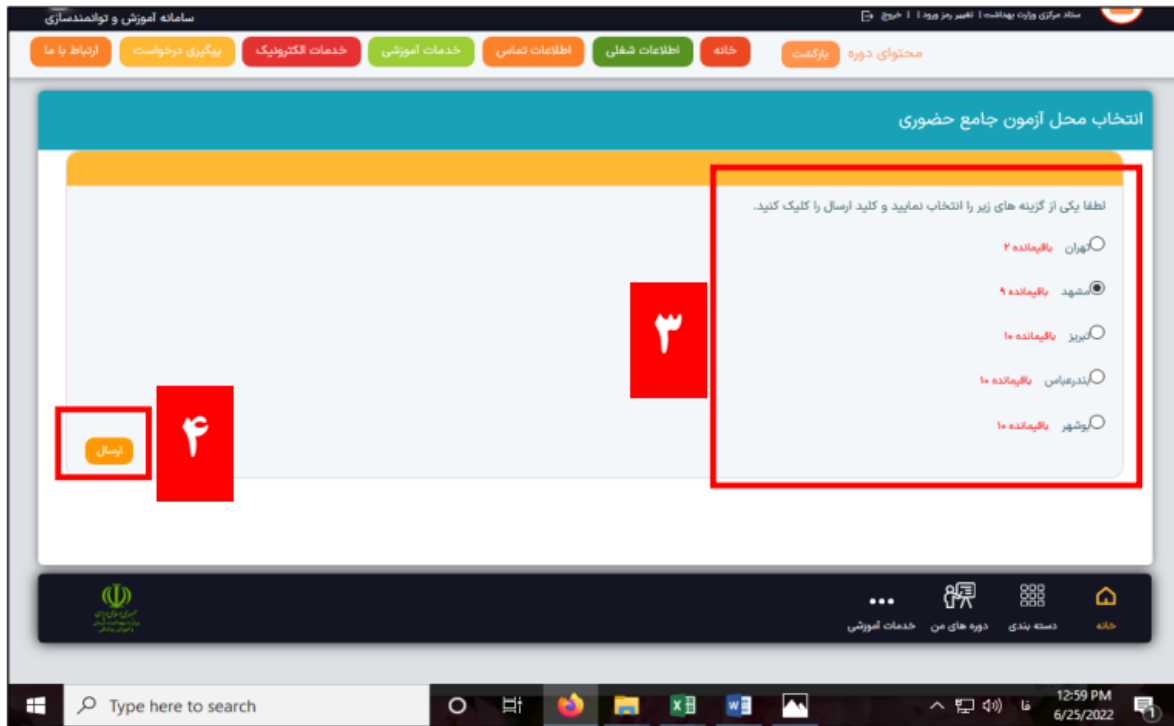 ستاد مرکزی وزارت بهداشت | تغییر رمز ورود | | خروج
سامانه آموزش و توانمندسازی
محتوای دوره
بازگشت
خانه
اطلاعات شغلی
اطلاعات تماس
خدمات آموزشی
خدمات الکترونیک
پیگیری درخواست
ارتباط با ما
انتخاب محل آزمون جامع حضوری
لطفا یکی از گزینه های زیر را انتخاب نمایید و کلید ارسال را کلیک کنید.
تهران باقیمانده ۲
مشهد باقیمانده ۹
تبریز باقیمانده ۱۰
بندرعباس باقیمانده ۱۰
بوشهر باقیمانده ۱۰
۳
۴
ارسال
خانه
دسته بندی
دوره های من
خدمات آموزشی
Type here to search
فا
12:59 PM
6/25/2022